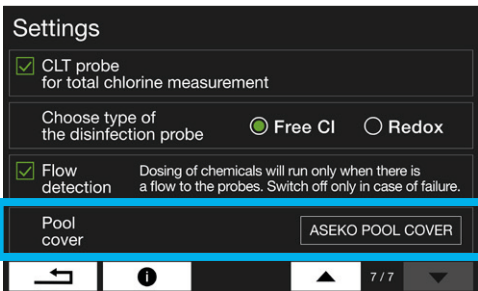 Settings
CLT probe
for total chlorine measurement
Choose type of
the disinfection probe
Free Cl
Redox
Flow
detection
Dosing of chemicals will run only when there is
a flow to the probes. Switch off only in case of failure.
Pool
cover
ASEKO POOL COVER
i
7/7